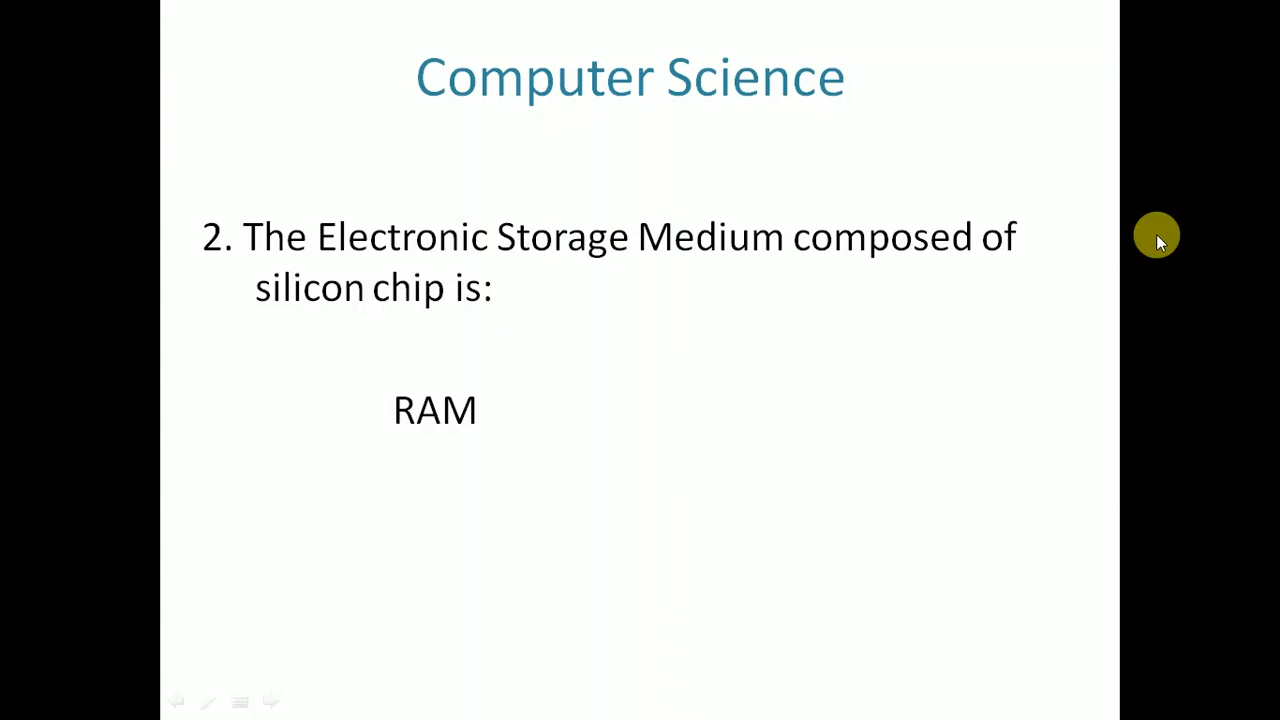 Computer Science
2. The Electronic Storage Medium composed of
silicon chip is:
RAM